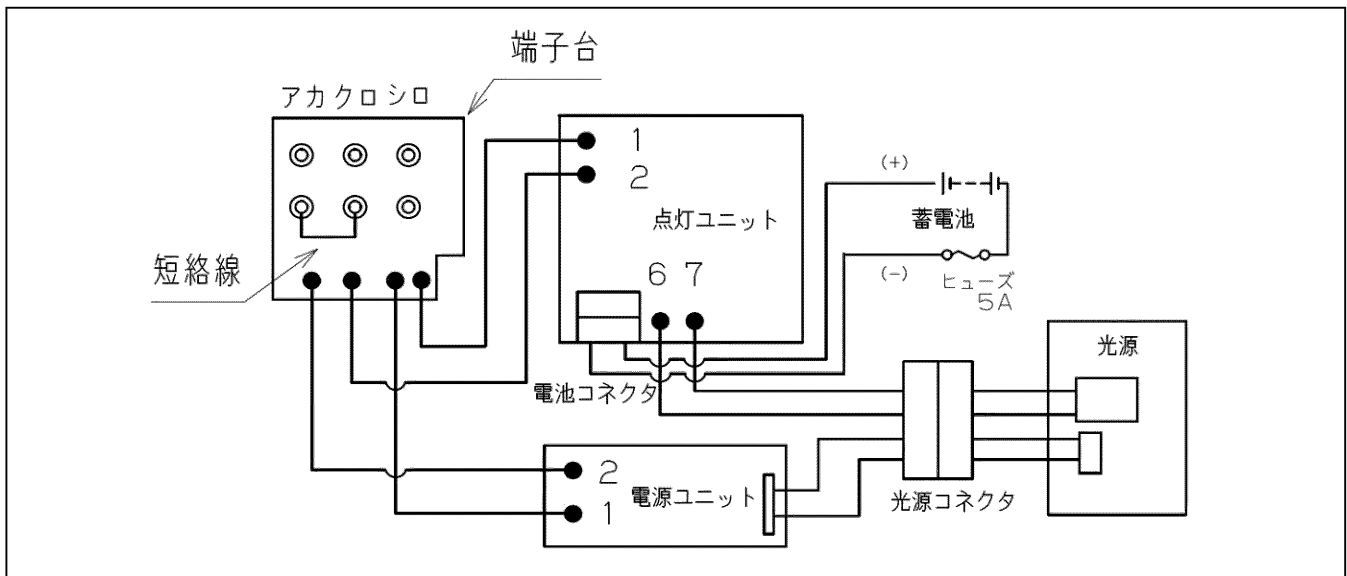 端子台
アカクロシロ
短絡線
1
2
点灯ユニット
6 7
(+)
蓄電池
(-)
ヒューズ
5A
電池コネクタ
光源
光源コネクタ
2
電源ユニット
1